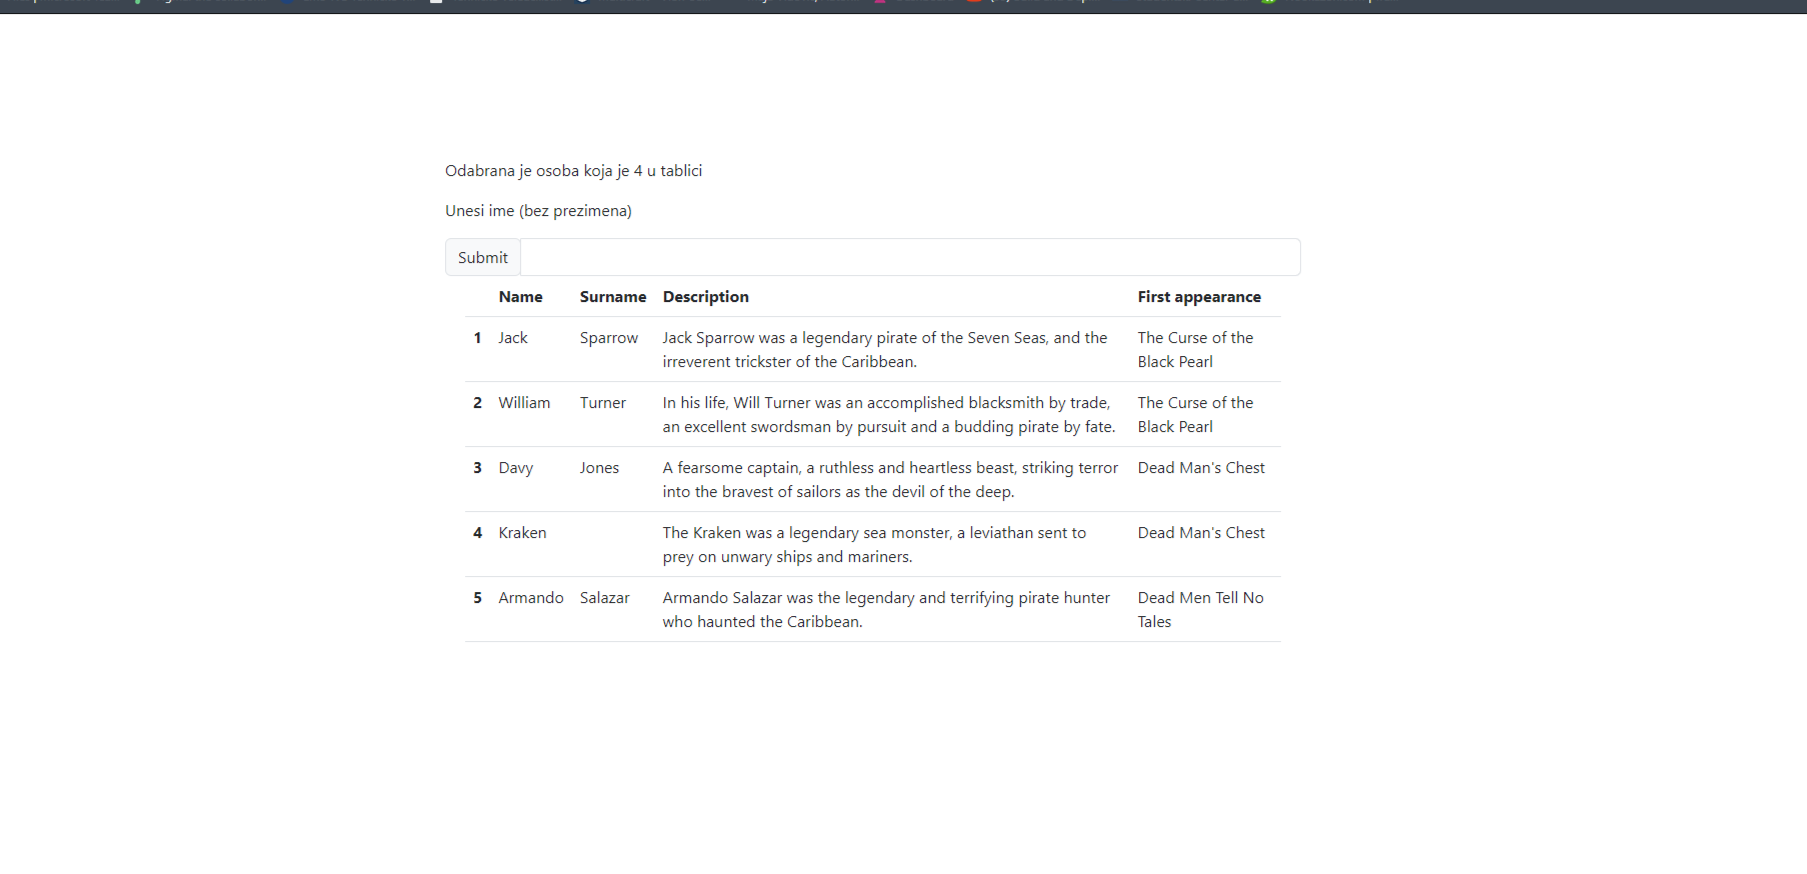 Odabrana je osoba koja je 4 u tablici
Unesi ime (bez prezimena)
Submit
Name Surname Description First appearance
1 Jack Sparrow Jack Sparrow was a legendary pirate of the Seven Seas, and the The Curse of the
irreverent trickster of the Caribbean. Black Pearl
2 William Turner In his life, Will Turner was an accomplished blacksmith by trade, The Curse of the
an excellent swordsman by pursuit and a budding pirate by fate. Black Pearl
3 Davy Jones A fearsome captain, a ruthless and heartless beast, striking terror Dead Man's Chest
into the bravest of sailors as the devil of the deep.
4 Kraken The Kraken was a legendary sea monster, a leviathan sent to Dead Man's Chest
prey on unwary ships and mariners.
5 Armando Salazar Armando Salazar was the legendary and terrifying pirate hunter Dead Men Tell No
who haunted the Caribbean. Tales